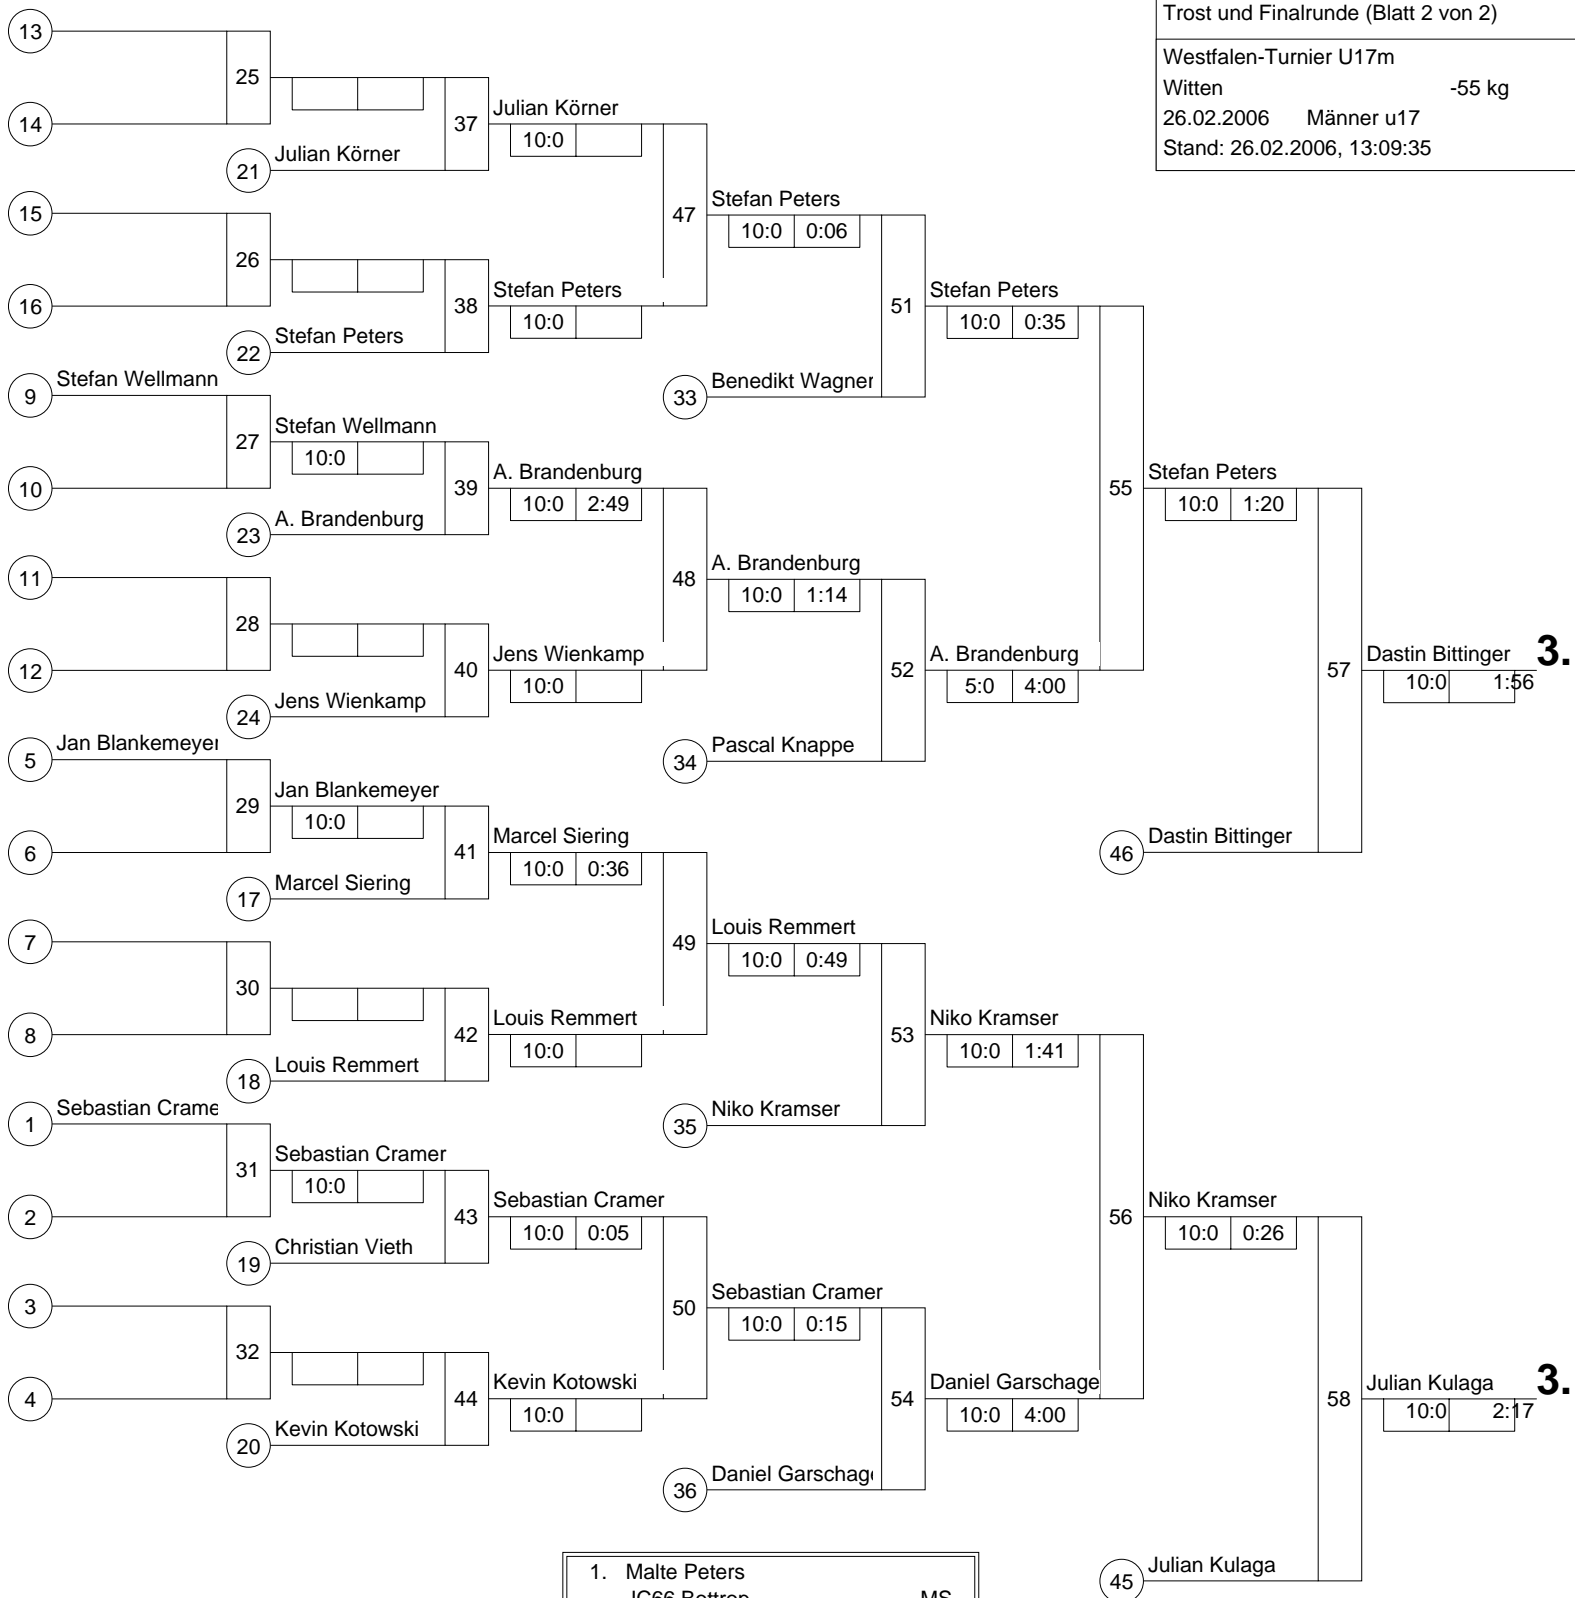 Trost und Finalrunde (Blatt 2 von 2)
Westfalen-Turnier U17m
Witten -55 kg
26.02.2006 Männer u17
Stand: 26.02.2006, 13:09:35
13
25
14
37
Julian Körner
10:0
21 Julian Körner
15
47
Stefan Peters
10:0 0:06
26
16
38
Stefan Peters
10:0
22 Stefan Peters
51
Stefan Peters
10:0 0:35
33 Benedikt Wagner
9 Stefan Wellmann
27
Stefan Wellmann
10:0
10
39
A. Brandenburg
10:0 2:49
23 A. Brandenburg
55
Stefan Peters
10:0 1:20
11
48
A. Brandenburg
10:0 1:14
28
12
40
Jens Wienkamp
10:0
24 Jens Wienkamp
52
A. Brandenburg
5:0 4:00
34 Pascal Knappe
57
Dastin Bittinger 3.
10:0 1:56
5 Jan Blankemeyer
29
Jan Blankemeyer
10:0
6
41
Marcel Siering
10:0 0:36
17 Marcel Siering
46 Dastin Bittinger
7
49
Louis Remmert
10:0 0:49
30
8
42
Louis Remmert
10:0
18 Louis Remmert
53
Niko Kramser
10:0 1:41
35 Niko Kramser
1 Sebastian Crame
31
Sebastian Cramer
10:0
2
43
Sebastian Cramer
10:0 0:05
19 Christian Vieth
56
Niko Kramser
10:0 0:26
3
50
Sebastian Cramer
10:0 0:15
32
4
44
Kevin Kotowski
10:0
20 Kevin Kotowski
54
Daniel Garschage
10:0 4:00
36 Daniel Garschage
58
Julian Kulaga 3.
10:0 2:17
45 Julian Kulaga
1. Malte Peters
JC66 Bottrop MS